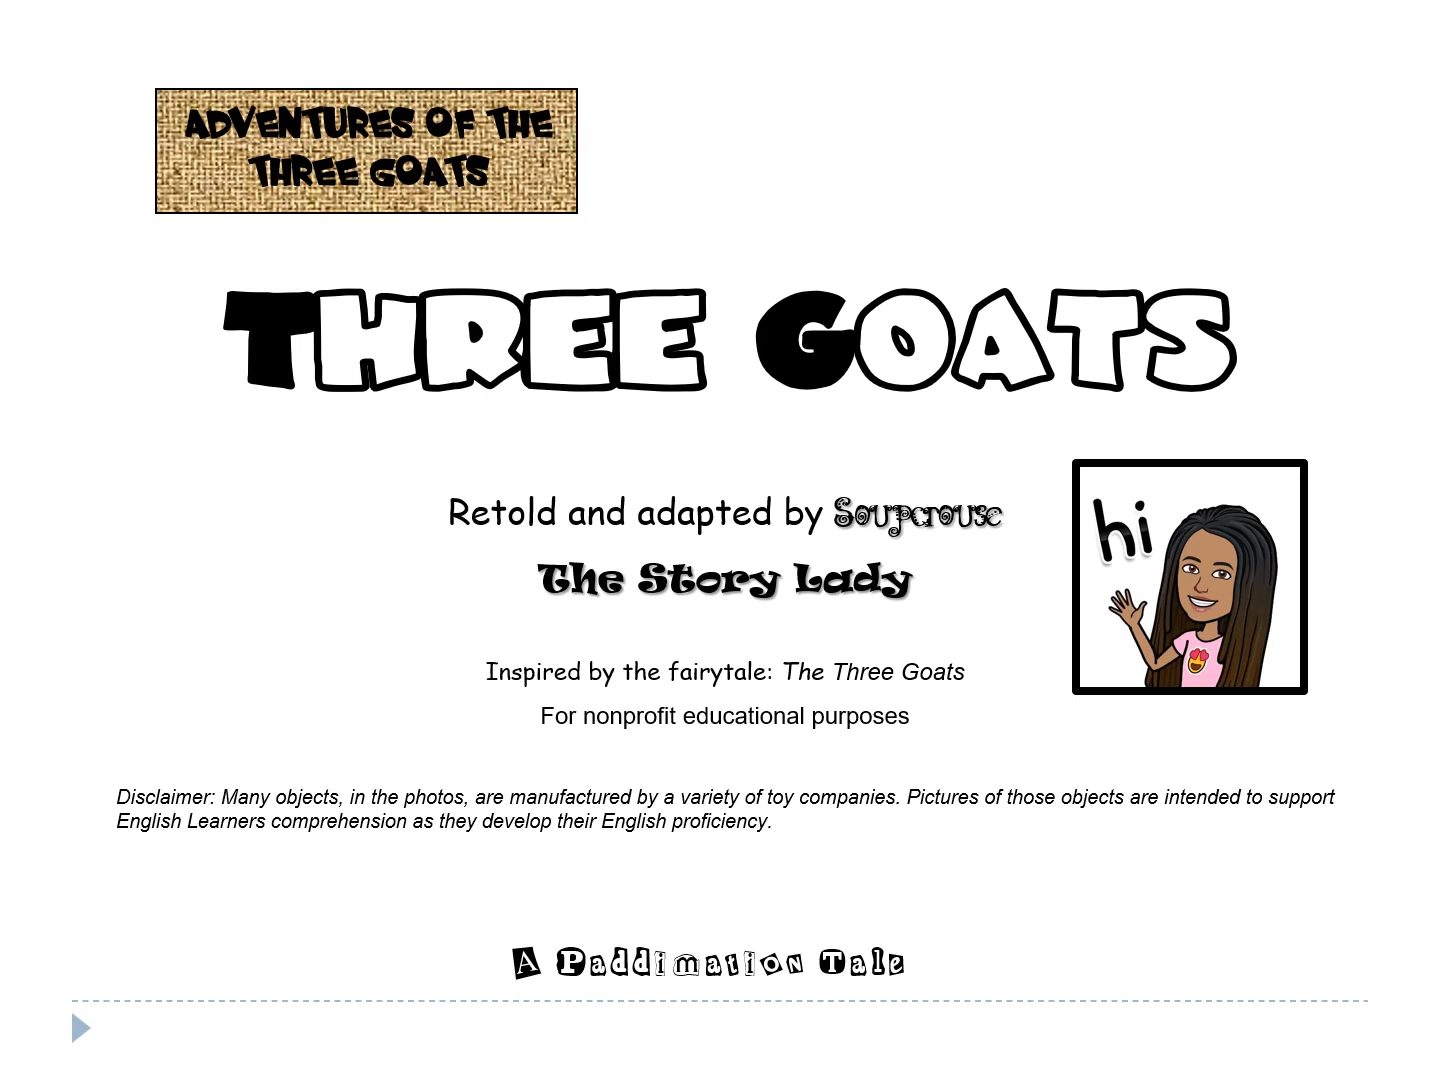 ADVENTURES OF THE
THREE GOATS
THREE GOATS
Retold and adapted by Soupcrouse
The Story Lady
hi
Inspired by the fairytale: The Three Goats
For nonprofit educational purposes
Disclaimer: Many objects, in the photos, are manufactured by a variety of toy companies. Pictures of those objects are intended to support
English Learners comprehension as they develop their English proficiency.
A Paddimation Tale